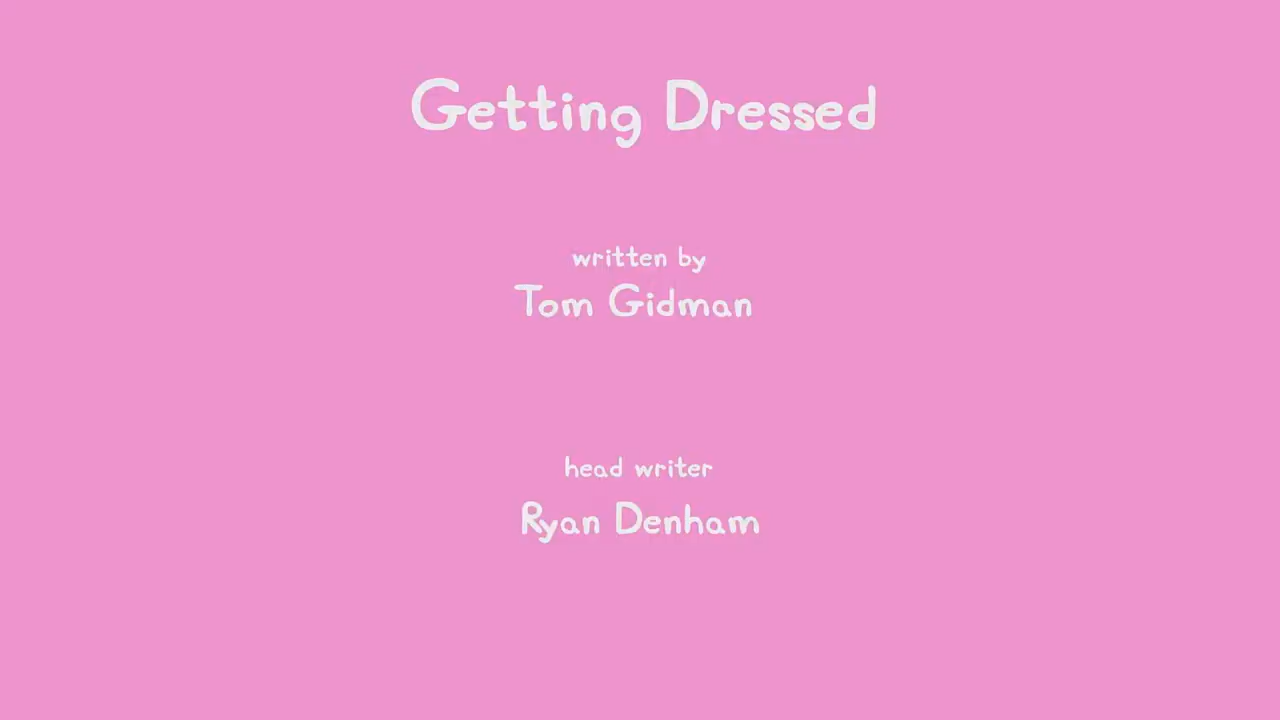 Getting Dressed
written by
Tom Gidman
head writer
Ryan Denham